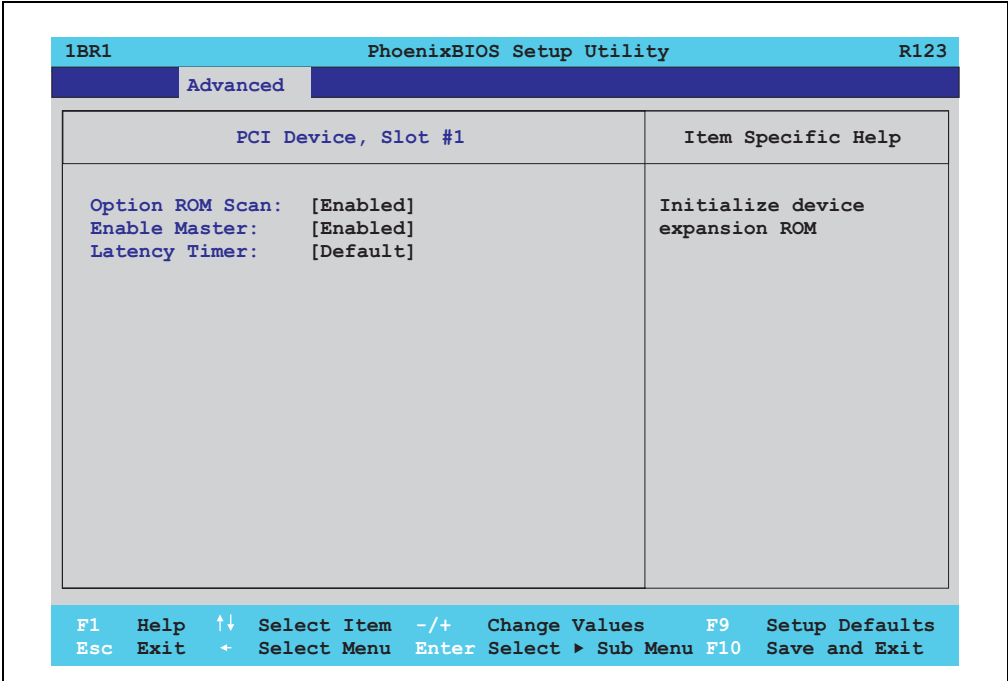 1BR1 PhoenixBIOS Setup Utility R123
Advanced
PCI Device, Slot #1 Item Specific Help
Option ROM Scan: [Enabled] Initialize device
Enable Master: [Enabled] expansion ROM
Latency Timer: [Default]
F1 Help ↑↓ Select Item -/+ Change Values F9 Setup Defaults
Esc Exit ← Select Menu Enter Select ▶ Sub Menu F10 Save and Exit